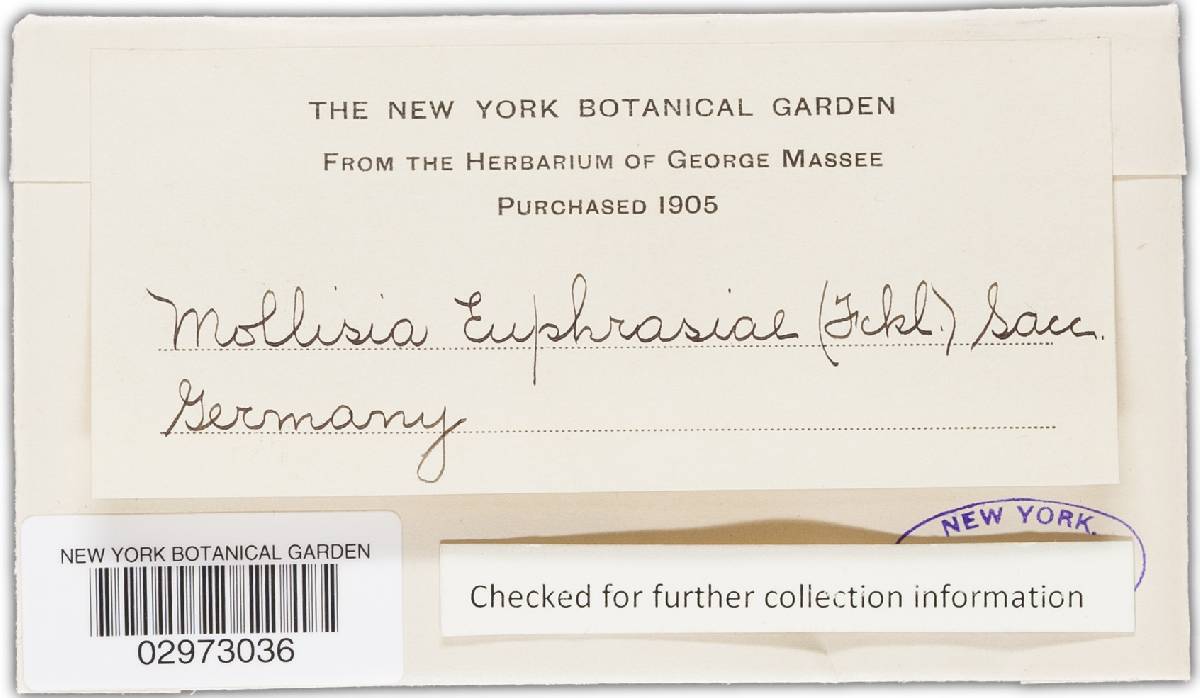 THE NEW YORK BOTANICAL GARDEN
FROM THE HERBARIUM OF GEORGE MASSEE
PURCHASED 1905
Mollisia Euphrasiae (Fckl.) Sacc.
Germany
NEW YORK.
NEW YORK BOTANICAL GARDEN
02973036
Checked for further collection information